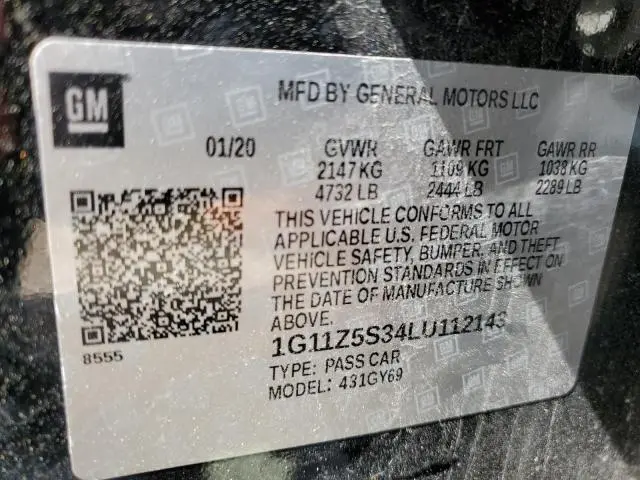 GM
MFD BY GENERAL MOTORS LLC
01/20 GVWR GAWR FRT GAWR RR
2147 KG 1109 KG 1038 KG
4732 LB 2444 LB 2289 LB
THIS VEHICLE CONFORMS TO ALL
APPLICABLE U.S. FEDERAL MOTOR
VEHICLE SAFETY, BUMPER, AND THEFT
PREVENTION STANDARDS IN EFFECT ON
THE DATE OF MANUFACTURE SHOWN
ABOVE.
8555
1G11Z5S34LU112143
TYPE: PASS CAR
MODEL: 431GY69